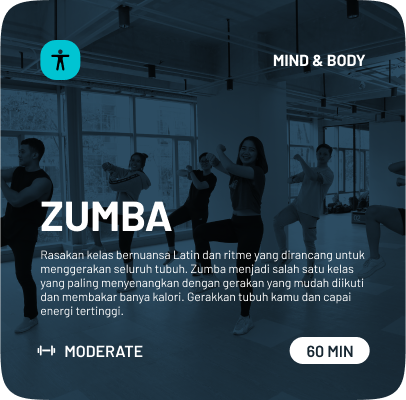 MIND & BODY
ZUMBA
Rasakan kelas bernuansa Latin dan ritme yang dirancang untuk
menggerakan seluruh tubuh. Zumba menjadi salah satu kelas
yang paling menyenangkan dengan gerakan yang mudah diikuti
dan membakar banya kalori. Gerakkan tubuh kamu dan capai
energi tertinggi.
MODERATE
60 MIN